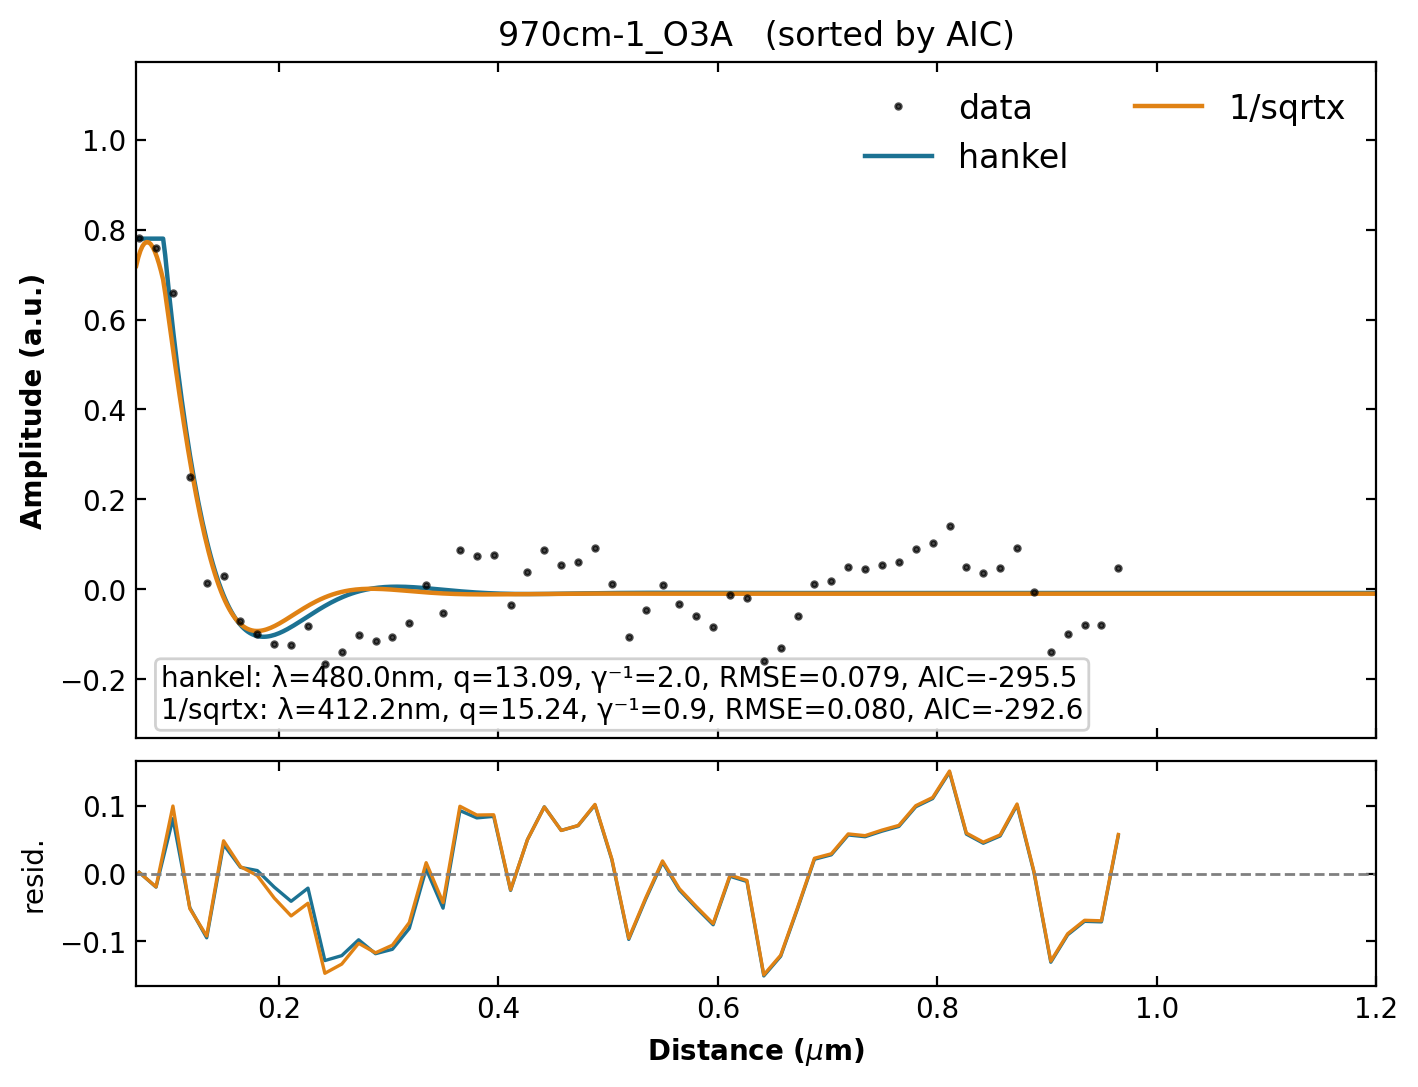 970cm-1_O3A (sorted by AIC)
data
hankel
1/sqrtx
Amplitude (a.u.)
1.0
0.8
0.6
0.4
0.2
0.0
−0.2
hankel: λ=480.0nm, q=13.09, γ⁻¹=2.0, RMSE=0.079, AIC=-295.5
1/sqrtx: λ=412.2nm, q=15.24, γ⁻¹=0.9, RMSE=0.080, AIC=-292.6
resid.
0.1
0.0
−0.1
0.2 0.4 0.6 0.8 1.0 1.2
Distance (μm)